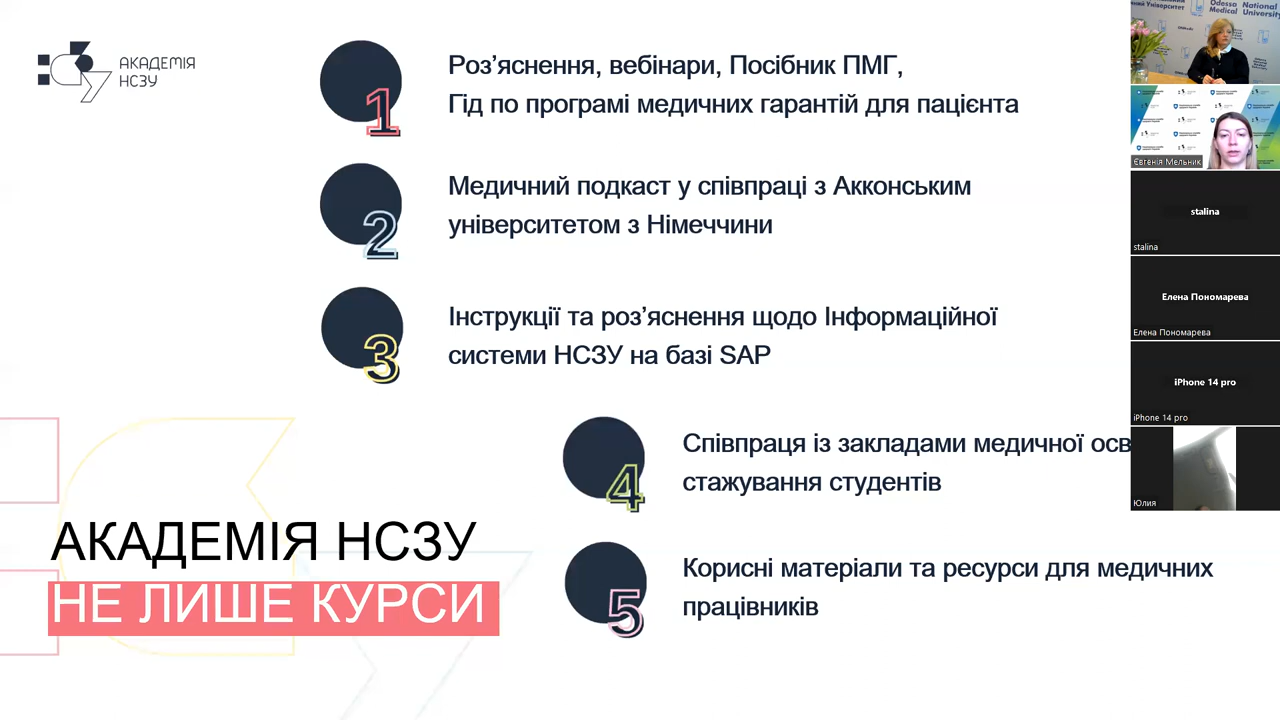 АКАДЕМІЯ
НСЗУ
1
Роз’яснення, вебінари, Посібник ПМГ,
Гід по програмі медичних гарантій для пацієнта
2
Медичний подкаст у співпраці з Акконським
університетом з Німеччини
3
Інструкції та роз’яснення щодо Інформаційної
системи НСЗУ на базі SAP
4
Співпраця із закладами медичної осв
стажування студентів
5
Корисні матеріали та ресурси для медичних
працівників
АКАДЕМІЯ НСЗУ
НЕ ЛИШЕ КУРСИ
Odessa National
Medical University
Євгенія Мельник
stalina
stalina
Елена Пономарева
Елена Пономарева
iPhone 14 pro
iPhone 14 pro
Юлия